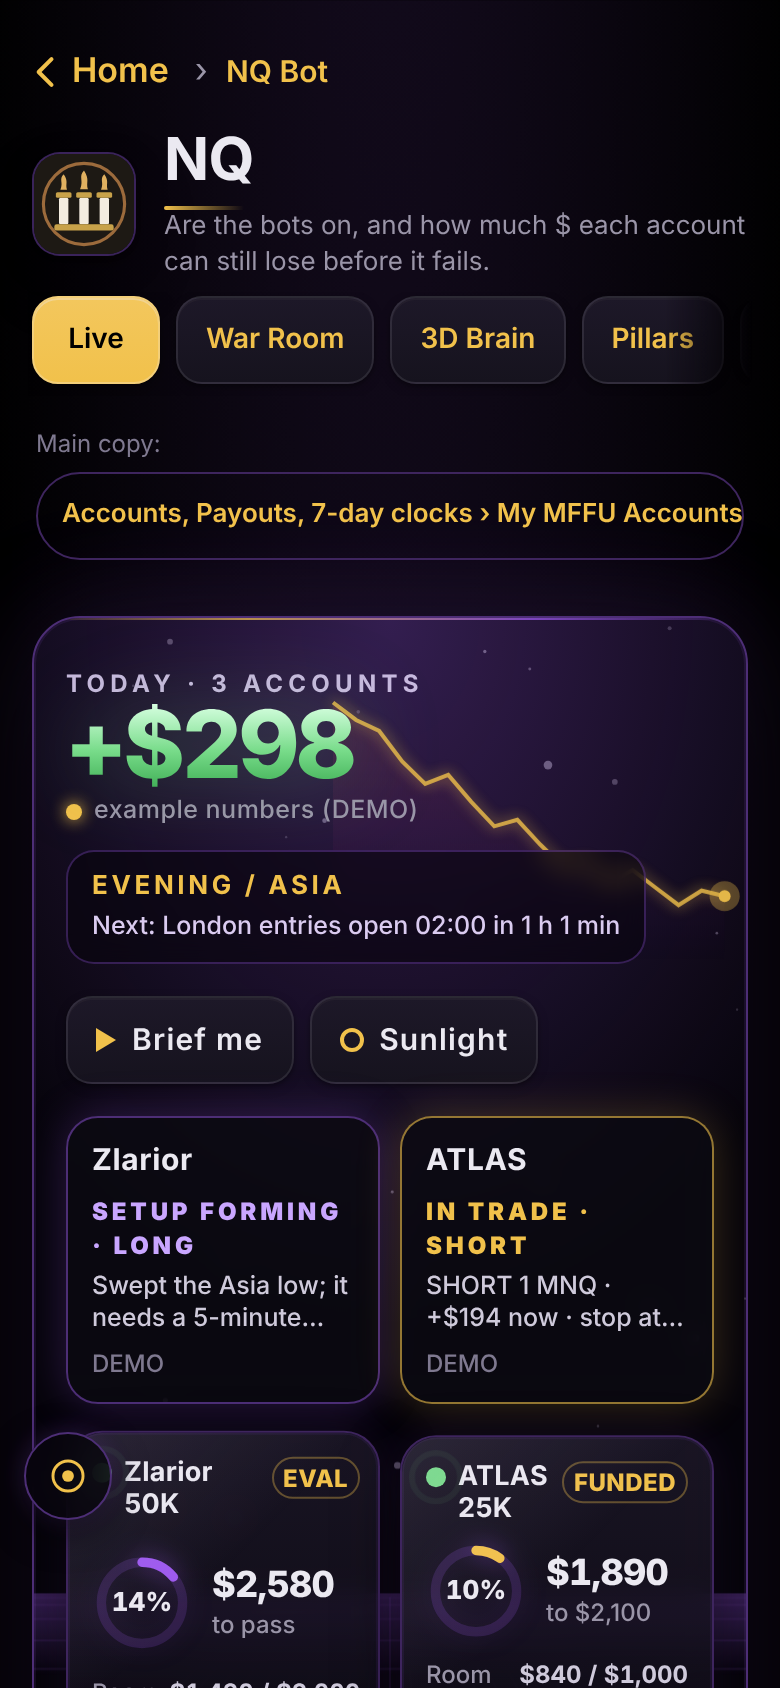 Home › NQ Bot
NQ
Are the bots on, and how much $ each account
can still lose before it fails.
Live War Room 3D Brain Pillars
Main copy:
Accounts, Payouts, 7-day clocks › My MFFU Accounts
TODAY · 3 ACCOUNTS
+$298
example numbers (DEMO)
EVENING / ASIA
Next: London entries open 02:00 in 1 h 1 min
Brief me Sunlight
Zlarior
SETUP FORMING
· LONG
Swept the Asia low; it
needs a 5-minute...
DEMO
ATLAS
IN TRADE ·
SHORT
SHORT 1 MNQ ·
+$194 now · stop at...
DEMO
Zlarior
50K
EVAL
14%
$2,580
to pass
ATLAS
25K
FUNDED
10%
$1,890
to $2,100
Room $840 / $1,000